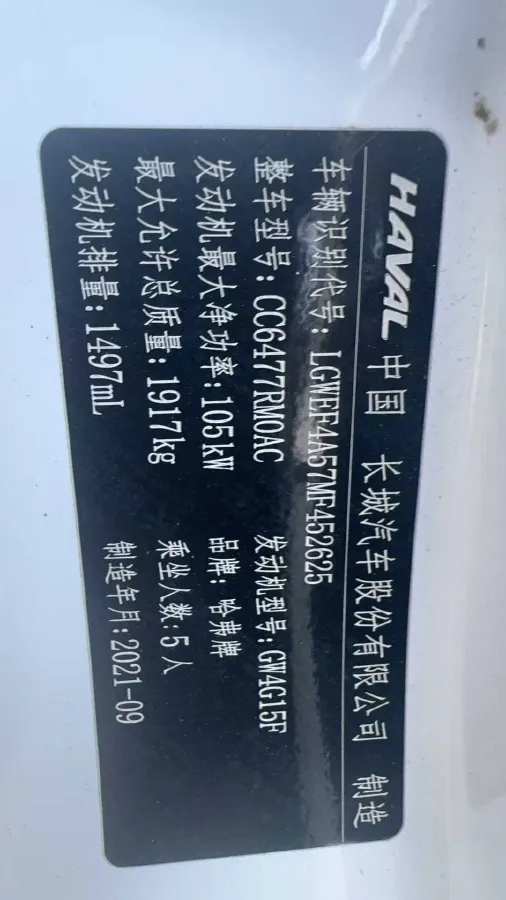 HAVAL 中国 长城汽车股份有限公司 制造
车辆识别代号：LGWEF4A57MF452625
整车型号：CC6477RM0AC 发动机型号：GW4G15F
发动机最大净功率：105kW 品牌：哈弗牌
最大允许总质量：1917kg 乘坐人数：5人
发动机排量：1497mL 制造年月：2021-09